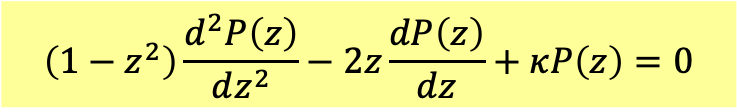 (1 − z²) d²P(z)/dz² − 2z dP(z)/dz + κP(z) = 0